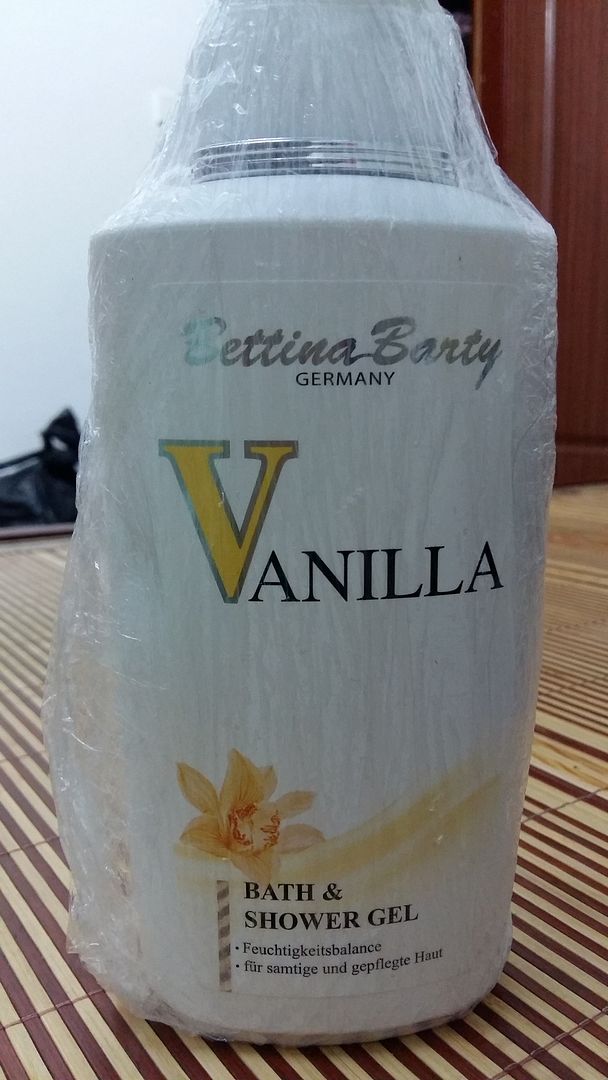 Bettina Barty
GERMANY
VANILLA
BATH &
SHOWER GEL
• Feuchtigkeitsbalance
• für samtige und gepflegte Haut